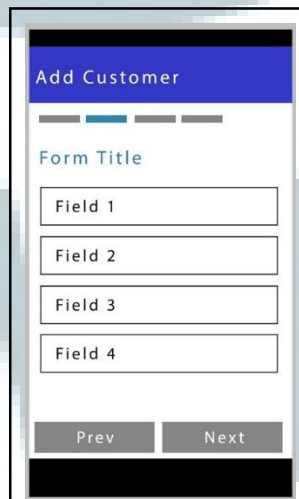 Add Customer
Form Title
Field 1
Field 2
Field 3
Field 4
Prev Next